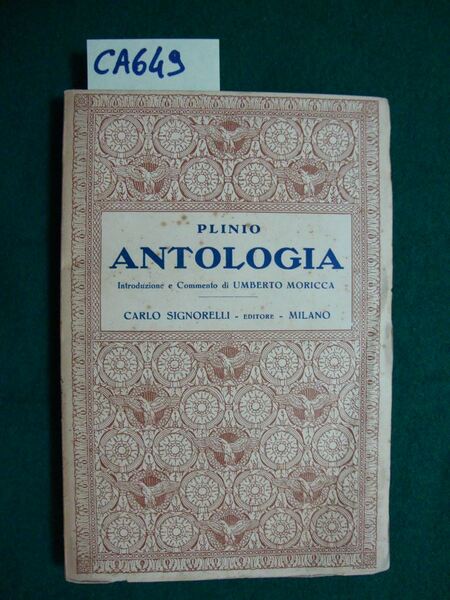 CA649
PLINIO
ANTOLOGIA
Introduzione e Commento di UMBERTO MORICCA
CARLO SIGNORELLI - EDITORE - MILANO